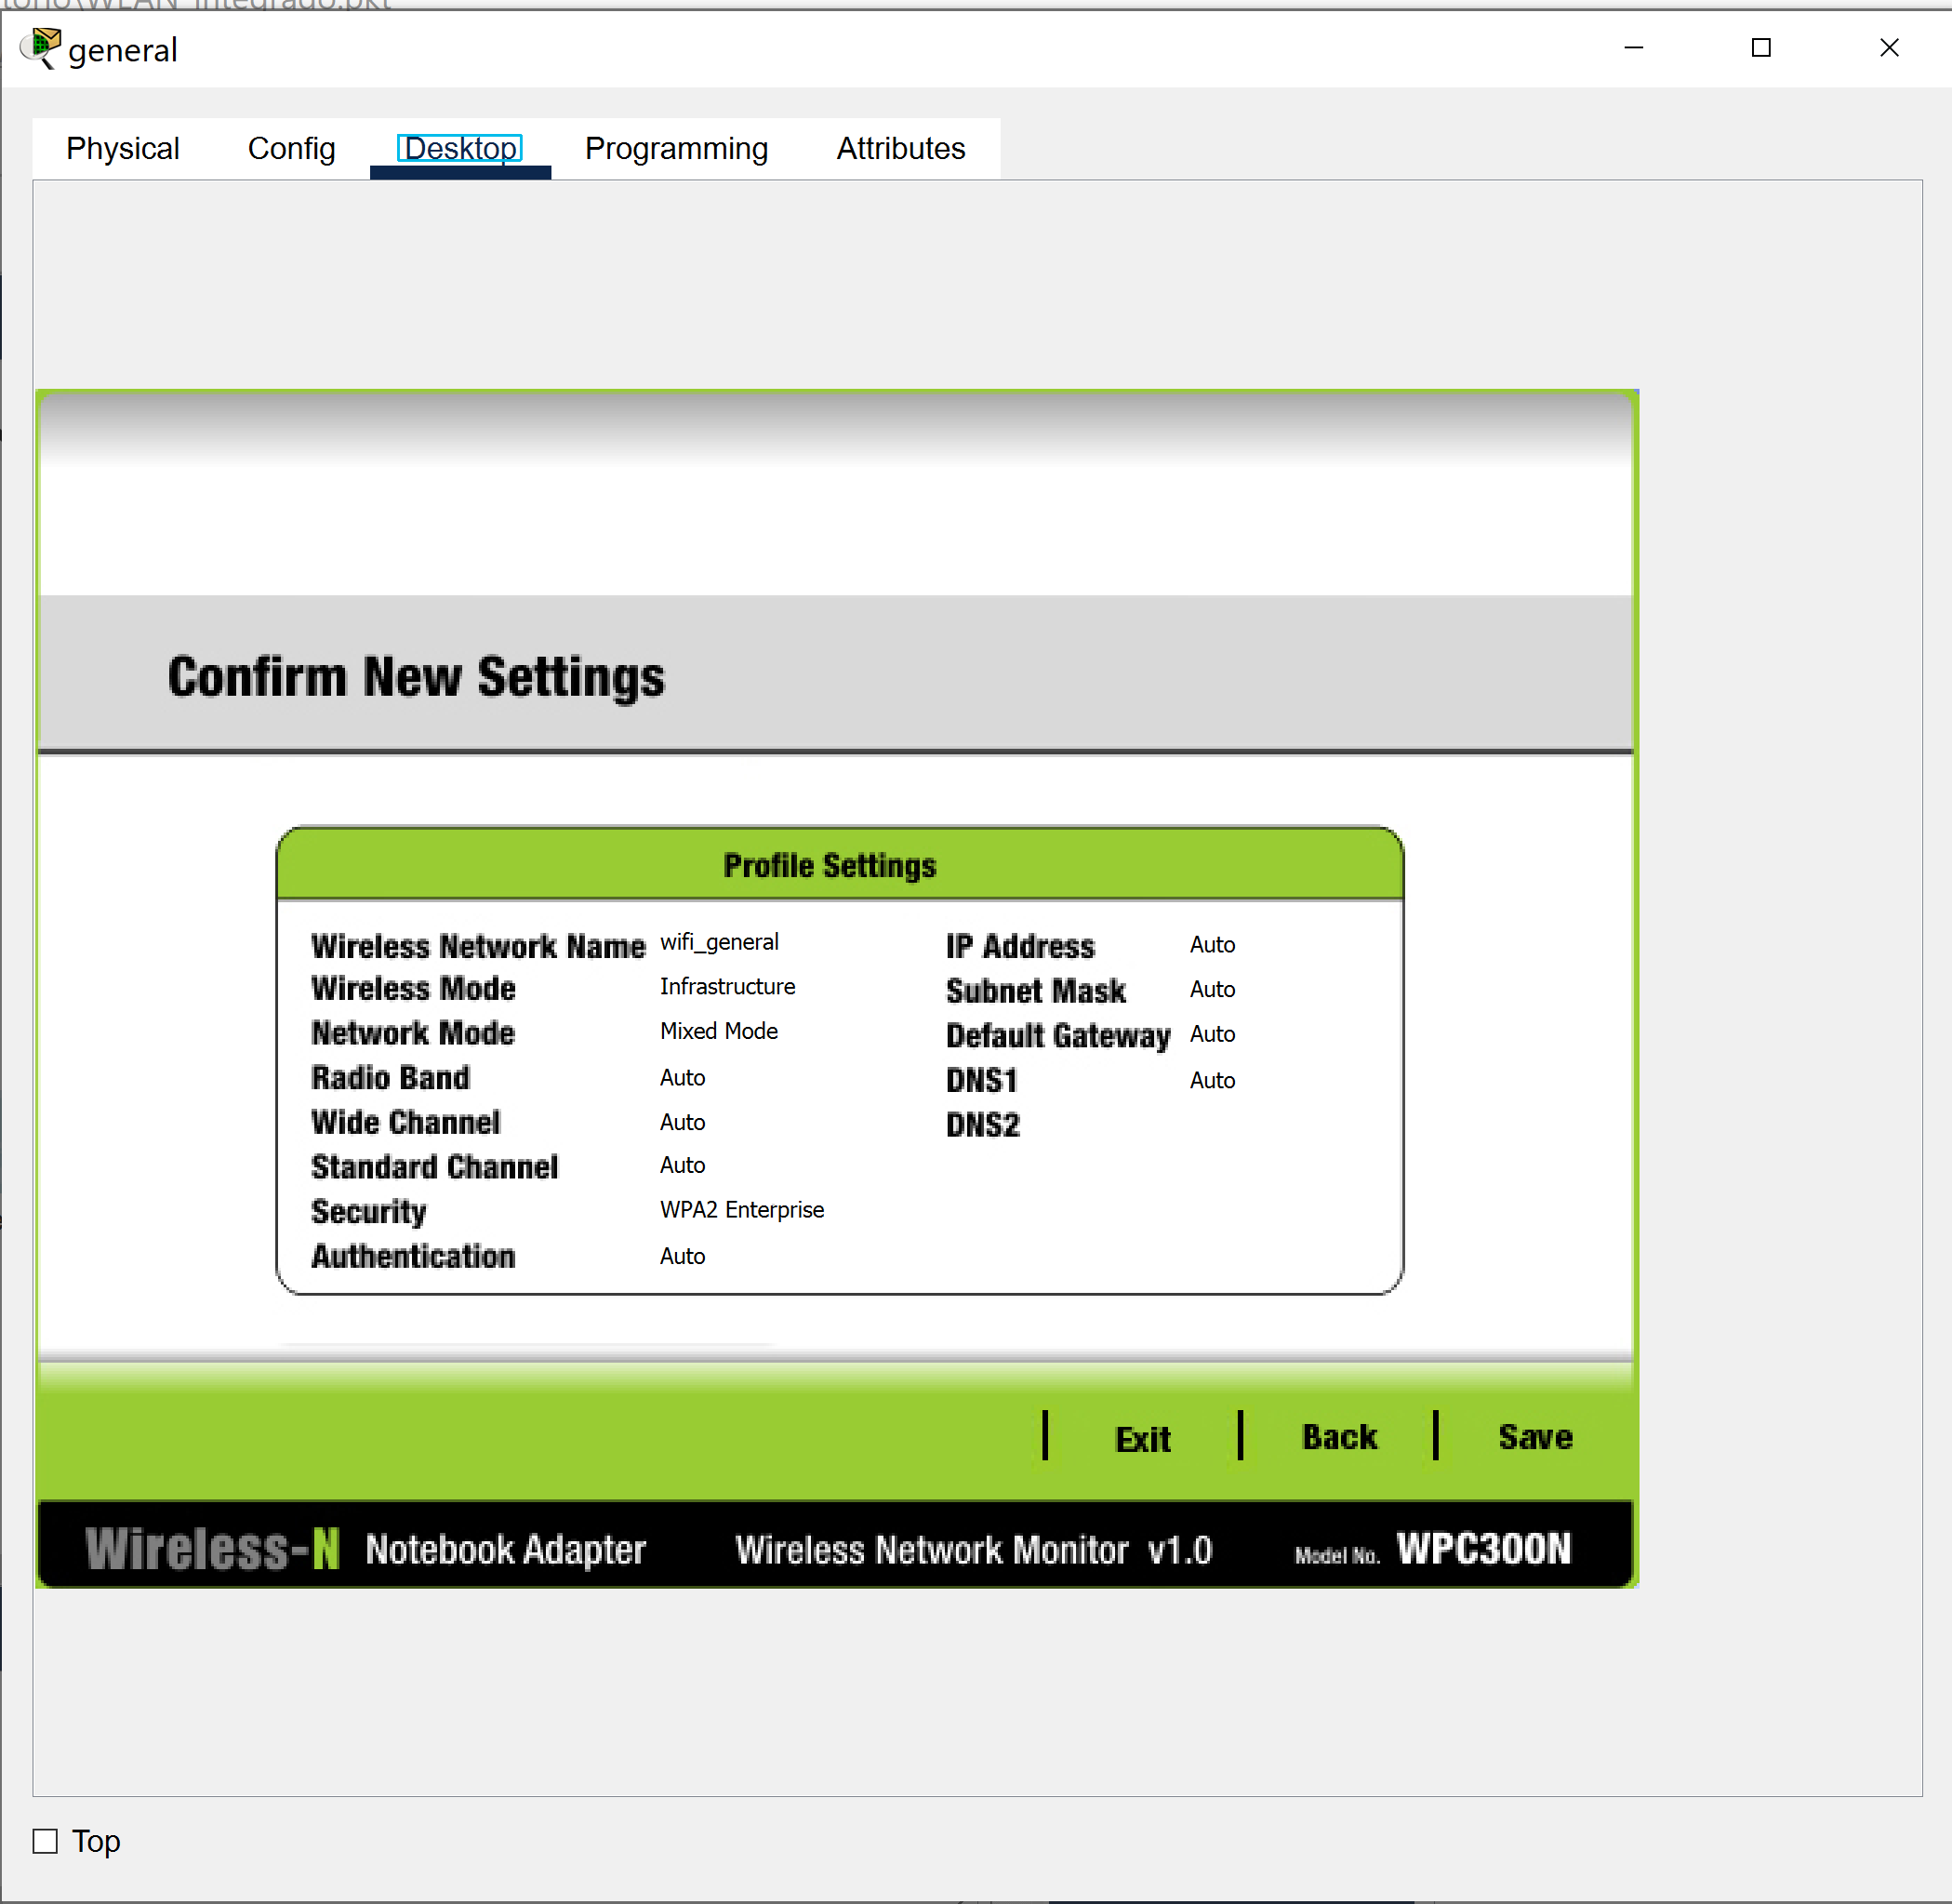 torio\WLAN_integrado.pkt
general
Physical Config Desktop Programming Attributes
Confirm New Settings
Profile Settings
Wireless Network Name wifi_general IP Address Auto
Wireless Mode Infrastructure Subnet Mask Auto
Network Mode Mixed Mode Default Gateway Auto
Radio Band Auto DNS1 Auto
Wide Channel Auto DNS2
Standard Channel Auto
Security WPA2 Enterprise
Authentication Auto
Exit Back Save
Wireless-N Notebook Adapter Wireless Network Monitor v1.0 Model No. WPC300N
Top